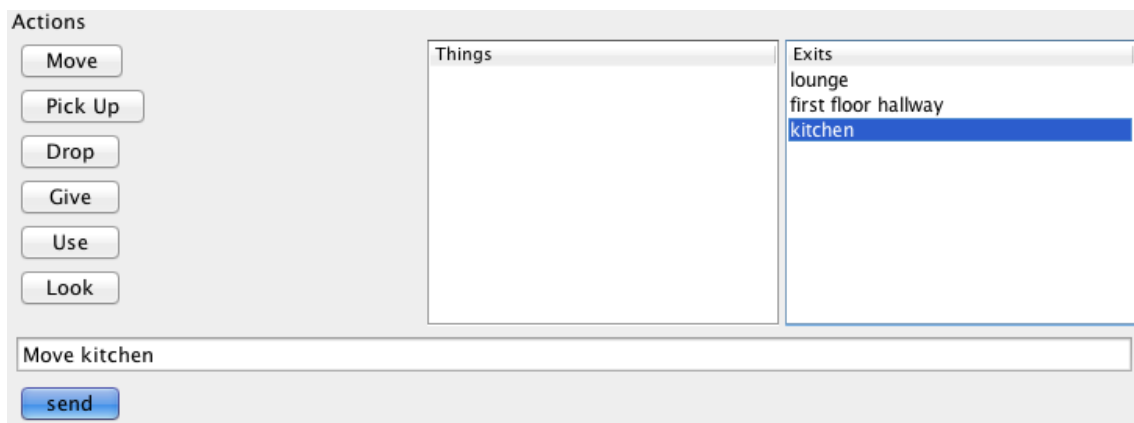 Actions
Move
Pick Up
Drop
Give
Use
Look
Things
Exits
lounge
first floor hallway
kitchen
Move kitchen
send